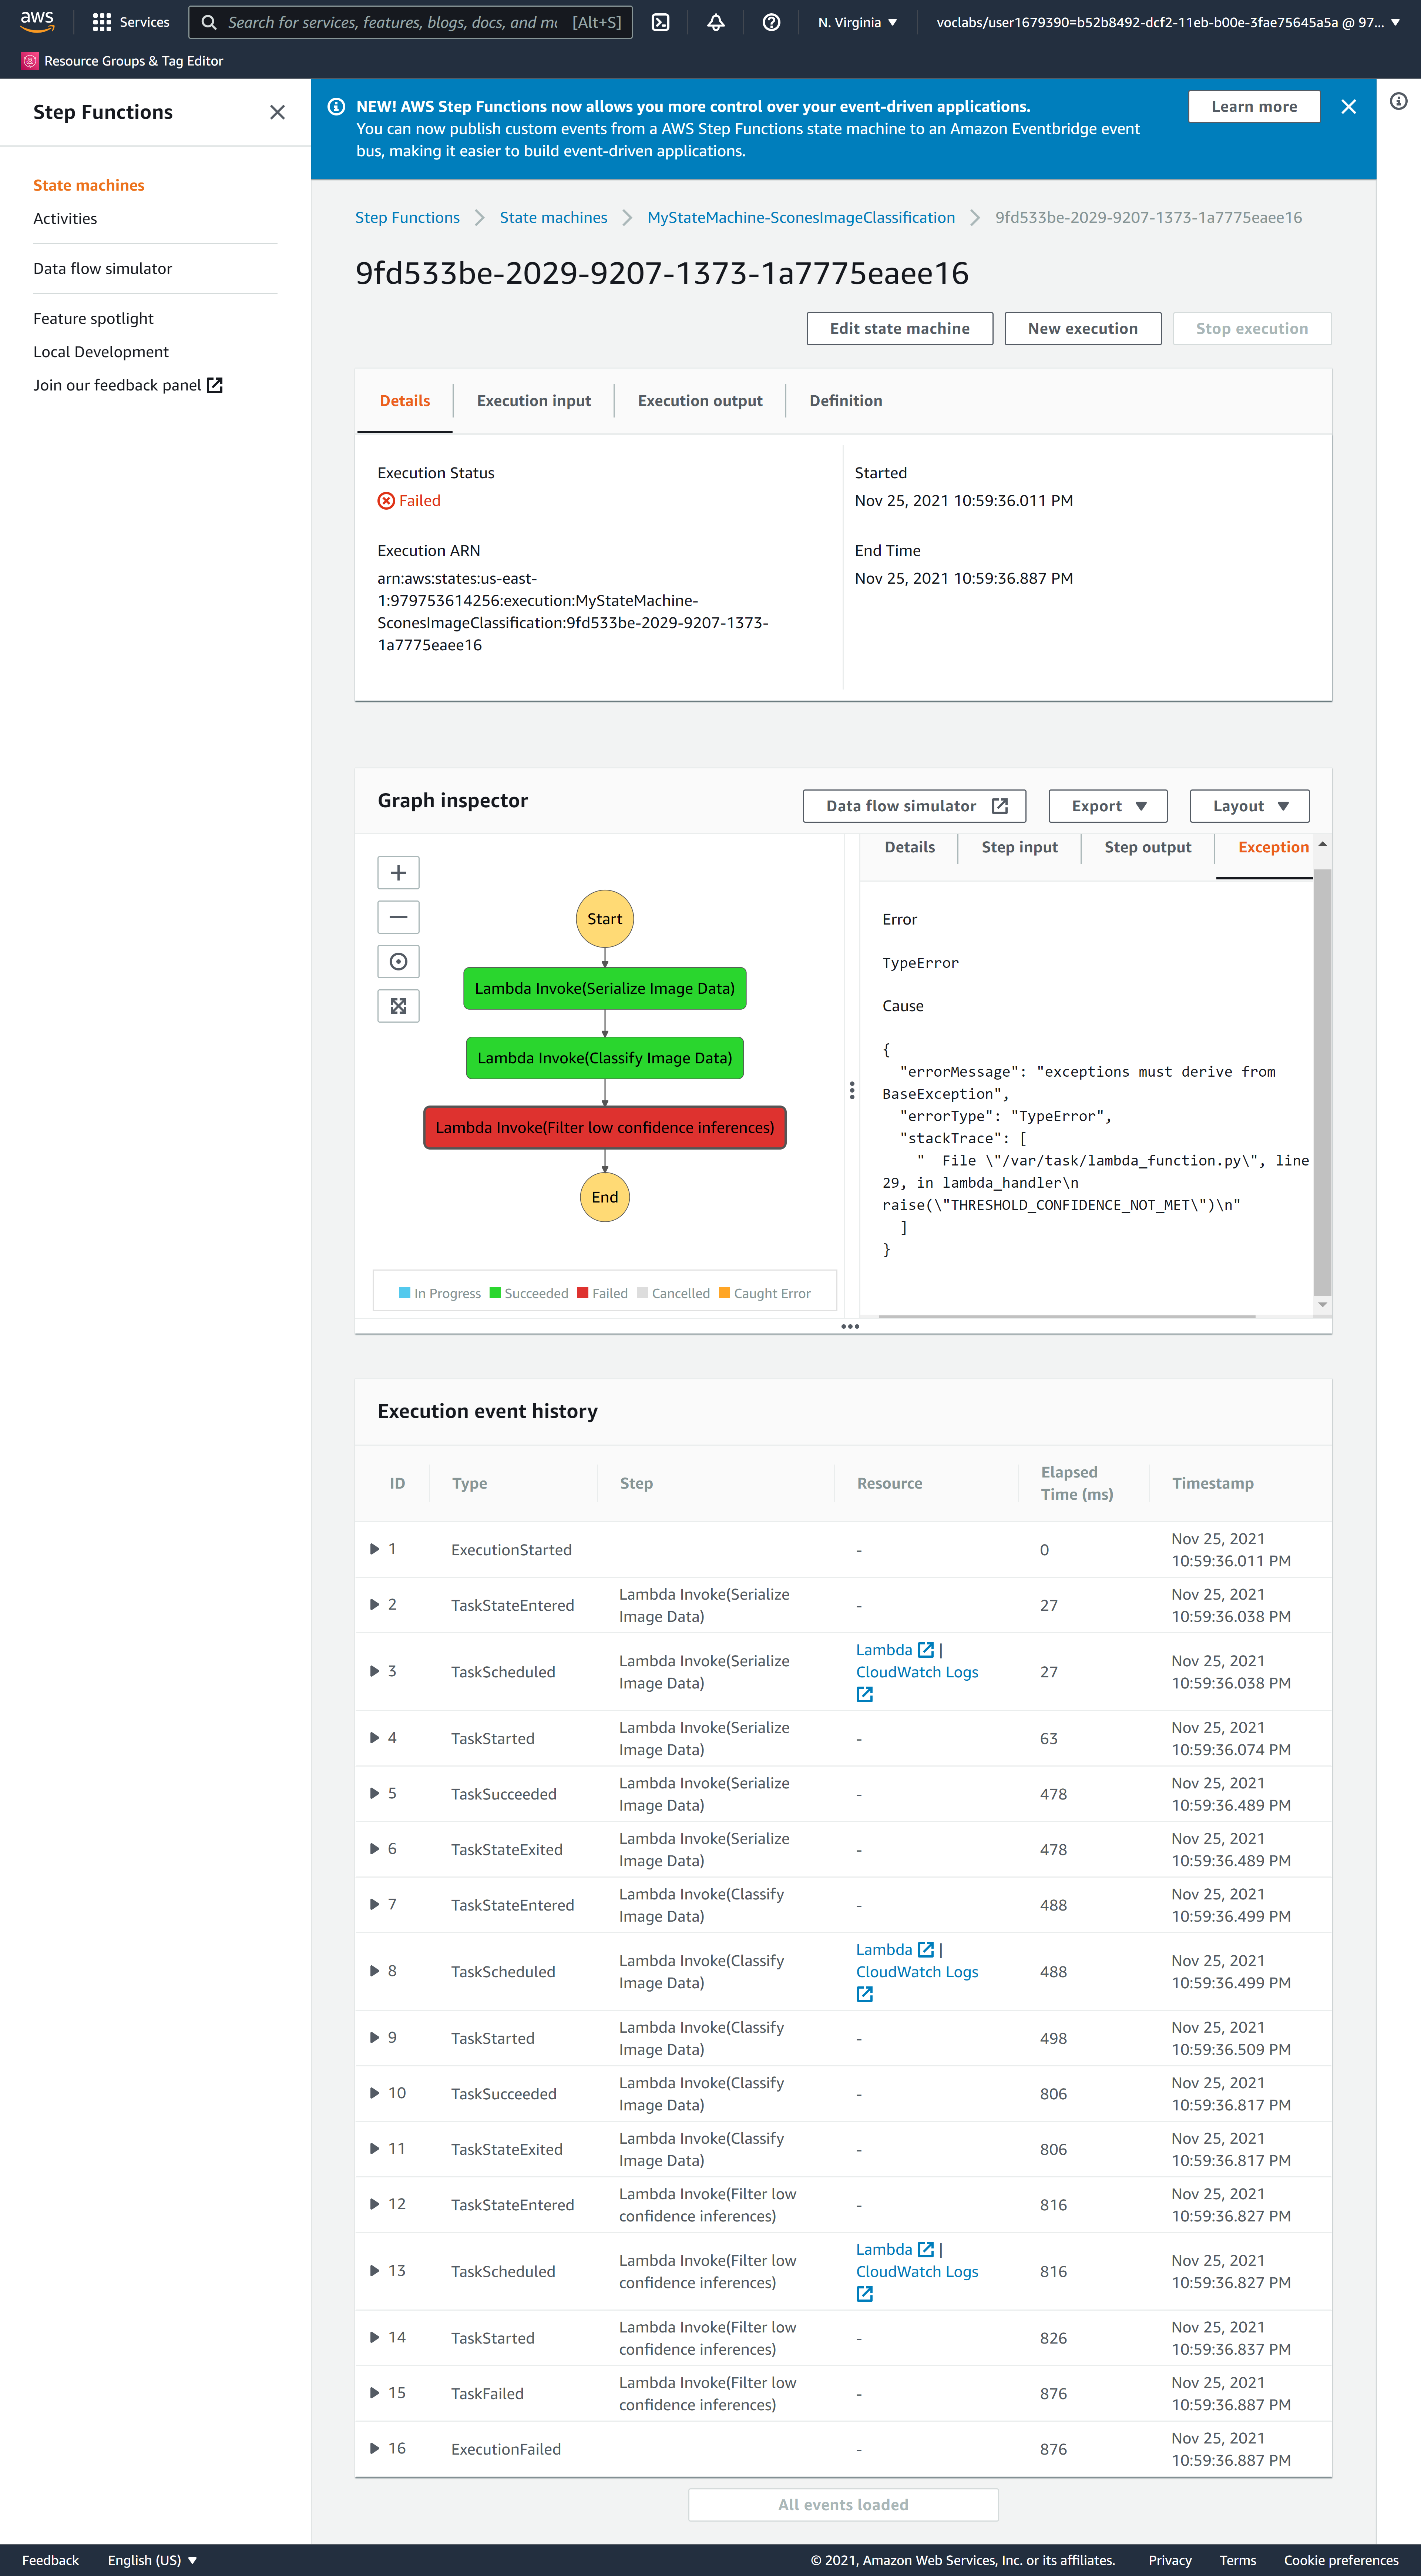 aws
Services
Search for services, features, blogs, docs, and mo [Alt+S]
N. Virginia
voclabs/user1679390=b52b8492-dcf2-11eb-b00e-3fae75645a5a @ 97...
Resource Groups & Tag Editor
Step Functions
State machines
Activities
Data flow simulator
Feature spotlight
Local Development
Join our feedback panel
NEW! AWS Step Functions now allows you more control over your event-driven applications.
You can now publish custom events from a AWS Step Functions state machine to an Amazon Eventbridge event
bus, making it easier to build event-driven applications.
Learn more
Step Functions
State machines
MyStateMachine-SconesImageClassification
9fd533be-2029-9207-1373-1a7775eaee16
9fd533be-2029-9207-1373-1a7775eaee16
Edit state machine
New execution
Stop execution
Details
Execution input
Execution output
Definition
Execution Status
Failed
Execution ARN
arn:aws:states:us-east-
1:979753614256:execution:MyStateMachine-
SconesImageClassification:9fd533be-2029-9207-1373-
1a7775eaee16
Started
Nov 25, 2021 10:59:36.011 PM
End Time
Nov 25, 2021 10:59:36.887 PM
Graph inspector
Data flow simulator
Export
Layout
Start
Lambda Invoke(Serialize Image Data)
Lambda Invoke(Classify Image Data)
Lambda Invoke(Filter low confidence inferences)
End
In Progress
Succeeded
Failed
Cancelled
Caught Error
Details
Step input
Step output
Exception
Error
TypeError
Cause
{
"errorMessage": "exceptions must derive from
BaseException",
"errorType": "TypeError",
"stackTrace": [
"  File \"/var/task/lambda_function.py\", line
29, in lambda_handler\n
raise(\"THRESHOLD_CONFIDENCE_NOT_MET\")\n"
]
}
Execution event history
ID Type Step Resource Elapsed
Time (ms) Timestamp
1 ExecutionStarted - 0 Nov 25, 2021
10:59:36.011 PM
2 TaskStateEntered Lambda Invoke(Serialize - 27 Nov 25, 2021
Image Data) 10:59:36.038 PM
3 TaskScheduled Lambda Invoke(Serialize Lambda | 27 Nov 25, 2021
Image Data) CloudWatch Logs 10:59:36.038 PM
4 TaskStarted Lambda Invoke(Serialize - 63 Nov 25, 2021
Image Data) 10:59:36.074 PM
5 TaskSucceeded Lambda Invoke(Serialize - 478 Nov 25, 2021
Image Data) 10:59:36.489 PM
6 TaskStateExited Lambda Invoke(Serialize - 478 Nov 25, 2021
Image Data) 10:59:36.489 PM
7 TaskStateEntered Lambda Invoke(Classify - 488 Nov 25, 2021
Image Data) 10:59:36.499 PM
8 TaskScheduled Lambda Invoke(Classify Lambda | 488 Nov 25, 2021
Image Data) CloudWatch Logs 10:59:36.499 PM
9 TaskStarted Lambda Invoke(Classify - 498 Nov 25, 2021
Image Data) 10:59:36.509 PM
10 TaskSucceeded Lambda Invoke(Classify - 806 Nov 25, 2021
Image Data) 10:59:36.817 PM
11 TaskStateExited Lambda Invoke(Classify - 806 Nov 25, 2021
Image Data) 10:59:36.817 PM
12 TaskStateEntered Lambda Invoke(Filter low - 816 Nov 25, 2021
confidence inferences) 10:59:36.827 PM
13 TaskScheduled Lambda Invoke(Filter low Lambda | 816 Nov 25, 2021
confidence inferences) CloudWatch Logs 10:59:36.827 PM
14 TaskStarted Lambda Invoke(Filter low - 826 Nov 25, 2021
confidence inferences) 10:59:36.837 PM
15 TaskFailed Lambda Invoke(Filter low - 876 Nov 25, 2021
confidence inferences) 10:59:36.887 PM
16 ExecutionFailed - 876 Nov 25, 2021
10:59:36.887 PM
All events loaded
Feedback
English (US)
© 2021, Amazon Web Services, Inc. or its affiliates.
Privacy
Terms
Cookie preferences